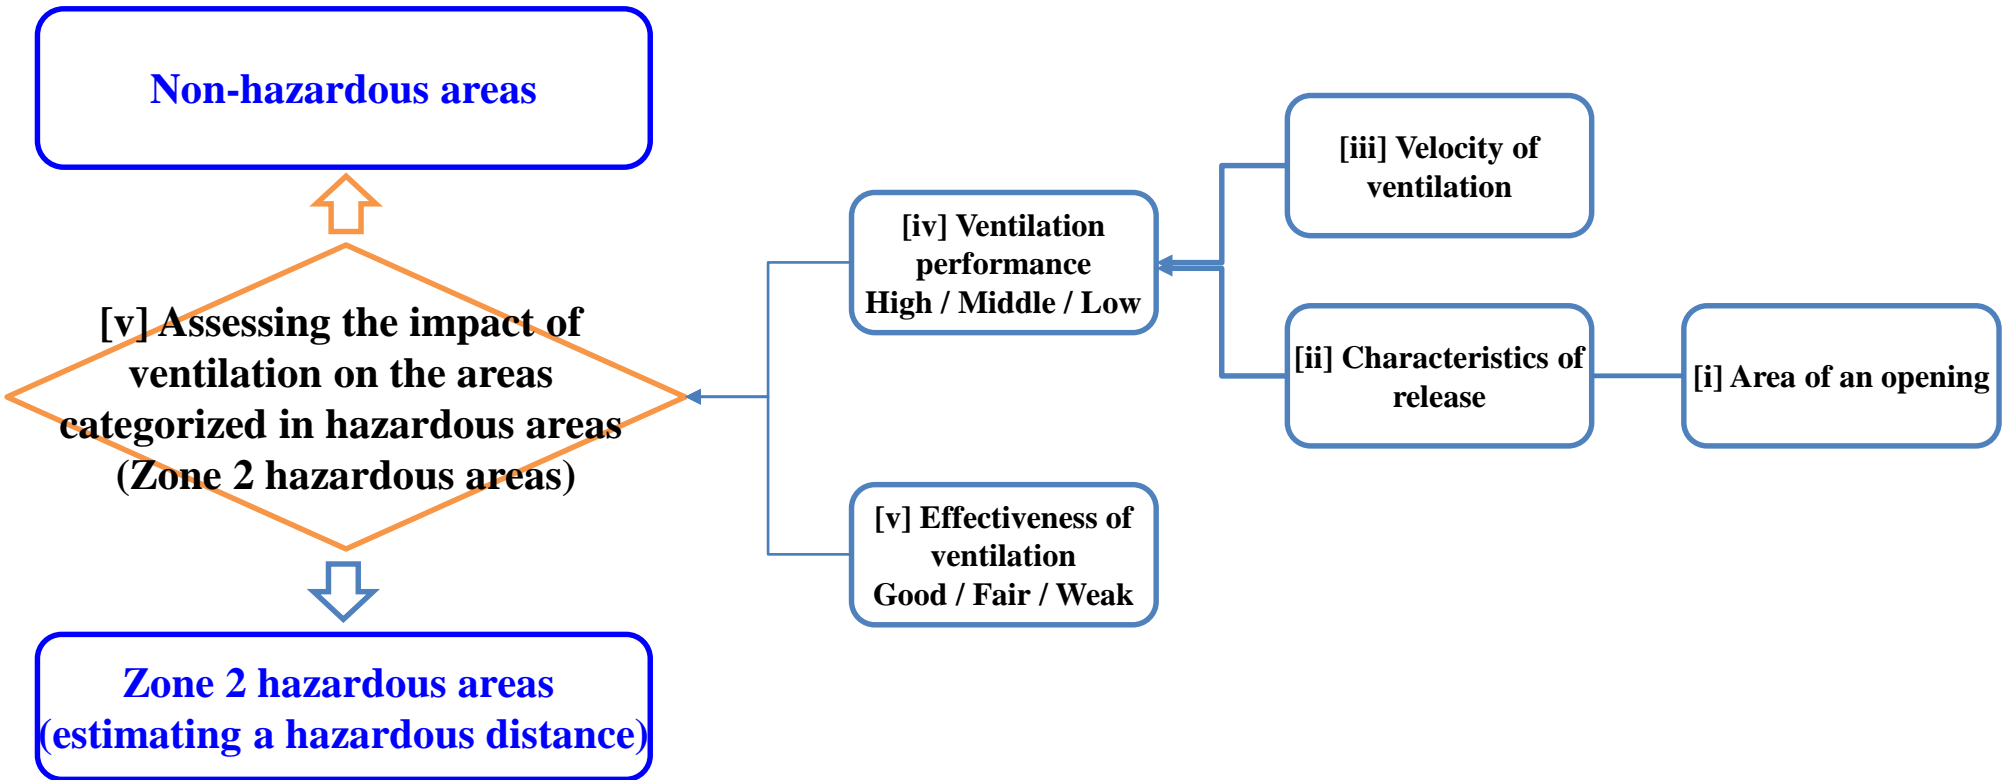 Non-hazardous areas
[v] Assessing the impact of
ventilation on the areas
categorized in hazardous areas
(Zone 2 hazardous areas)
Zone 2 hazardous areas
(estimating a hazardous distance)
[iv] Ventilation
performance
High / Middle / Low
[v] Effectiveness of
ventilation
Good / Fair / Weak
[iii] Velocity of
ventilation
[ii] Characteristics of
release
[i] Area of an opening